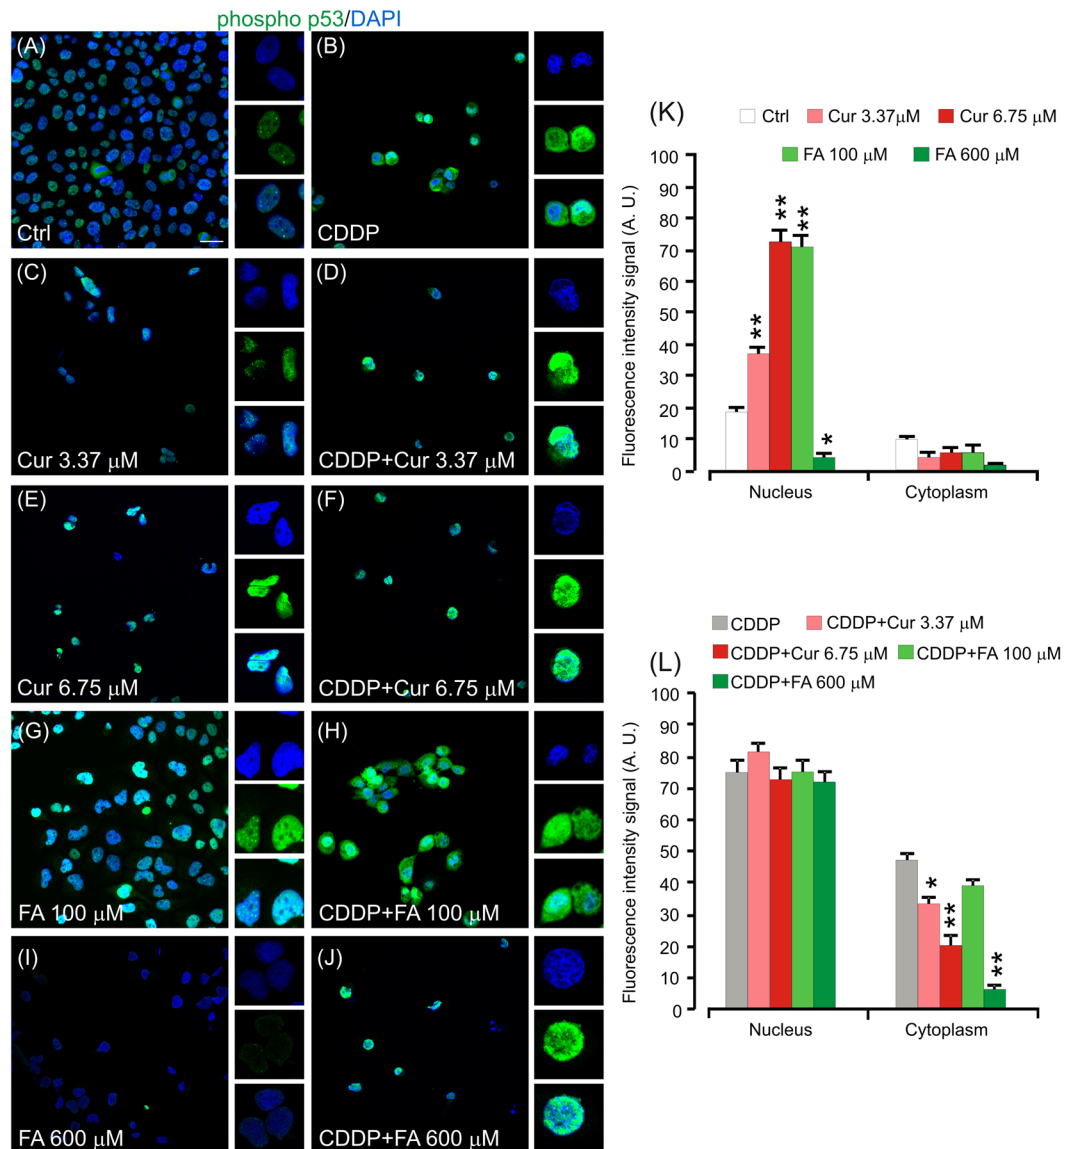 phospho p53/DAPI
(A)
Ctrl
(B)
CDDP
(C)
Cur 3.37 μM
(D)
CDDP+Cur 3.37 μM
(E)
Cur 6.75 μM
(F)
CDDP+Cur 6.75 μM
(G)
FA 100 μM
(H)
CDDP+FA 100 μM
(I)
FA 600 μM
(J)
CDDP+FA 600 μM
(K)
Ctrl Cur 3.37μM Cur 6.75 μM
FA 100 μM FA 600 μM
Fluorescence intensity signal (A. U.)
100
90
80
70
60
50
40
30
20
10
0
**
**
**
*
Nucleus Cytoplasm
(L)
CDDP CDDP+Cur 3.37 μM
CDDP+Cur 6.75 μM CDDP+FA 100 μM
CDDP+FA 600 μM
Fluorescence intensity signal (A. U.)
100
90
80
70
60
50
40
30
20
10
0
*
**
**
Nucleus Cytoplasm